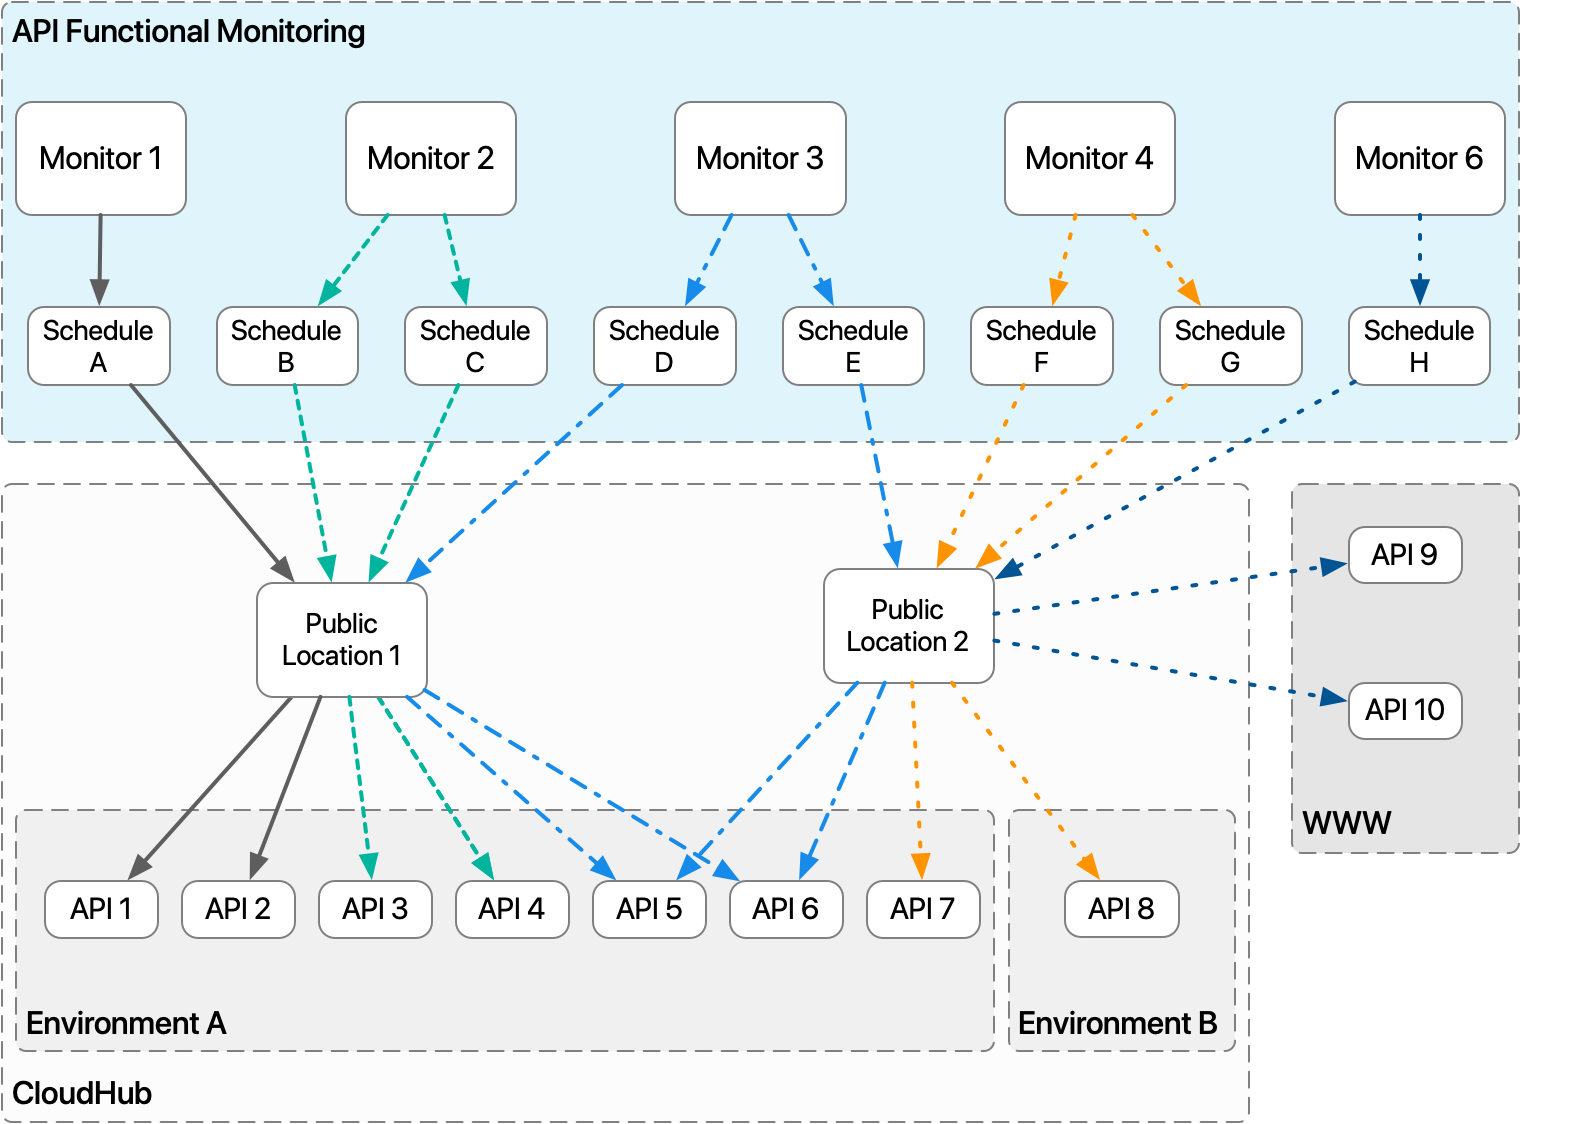 API Functional Monitoring
Monitor 1
Monitor 2
Monitor 3
Monitor 4
Monitor 6
Schedule
A
Schedule
B
Schedule
C
Schedule
D
Schedule
E
Schedule
F
Schedule
G
Schedule
H
Public
Location 1
Public
Location 2
API 9
API 10
WWW
API 1
API 2
API 3
API 4
API 5
API 6
API 7
API 8
Environment A
Environment B
CloudHub